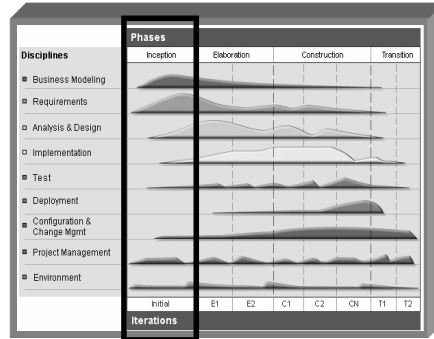 Phases
Disciplines Inception Elaboration Construction Transition
Business Modeling
Requirements
Analysis & Design
Implementation
Test
Deployment
Configuration &
Change Mgmt
Project Management
Environment
Initial E1 E2 C1 C2 CN T1 T2
Iterations